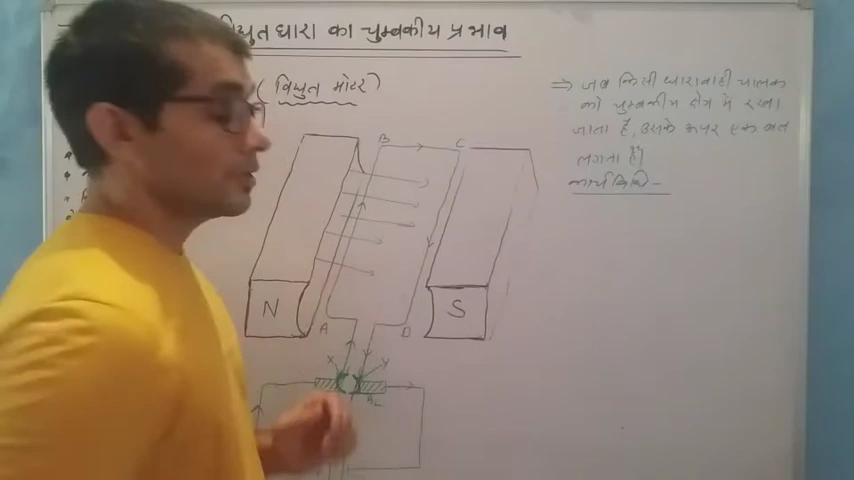 विद्युत धारा का चुम्बकीय प्रभाव
( विद्युत मोटर )
⇒ जब किसी धारावाही चालक
को चुम्बकीय क्षेत्र में रखा
जाता है, उसके ऊपर एक बल
लगता है।
कार्यविधि -
B C
N S
A D
X Y